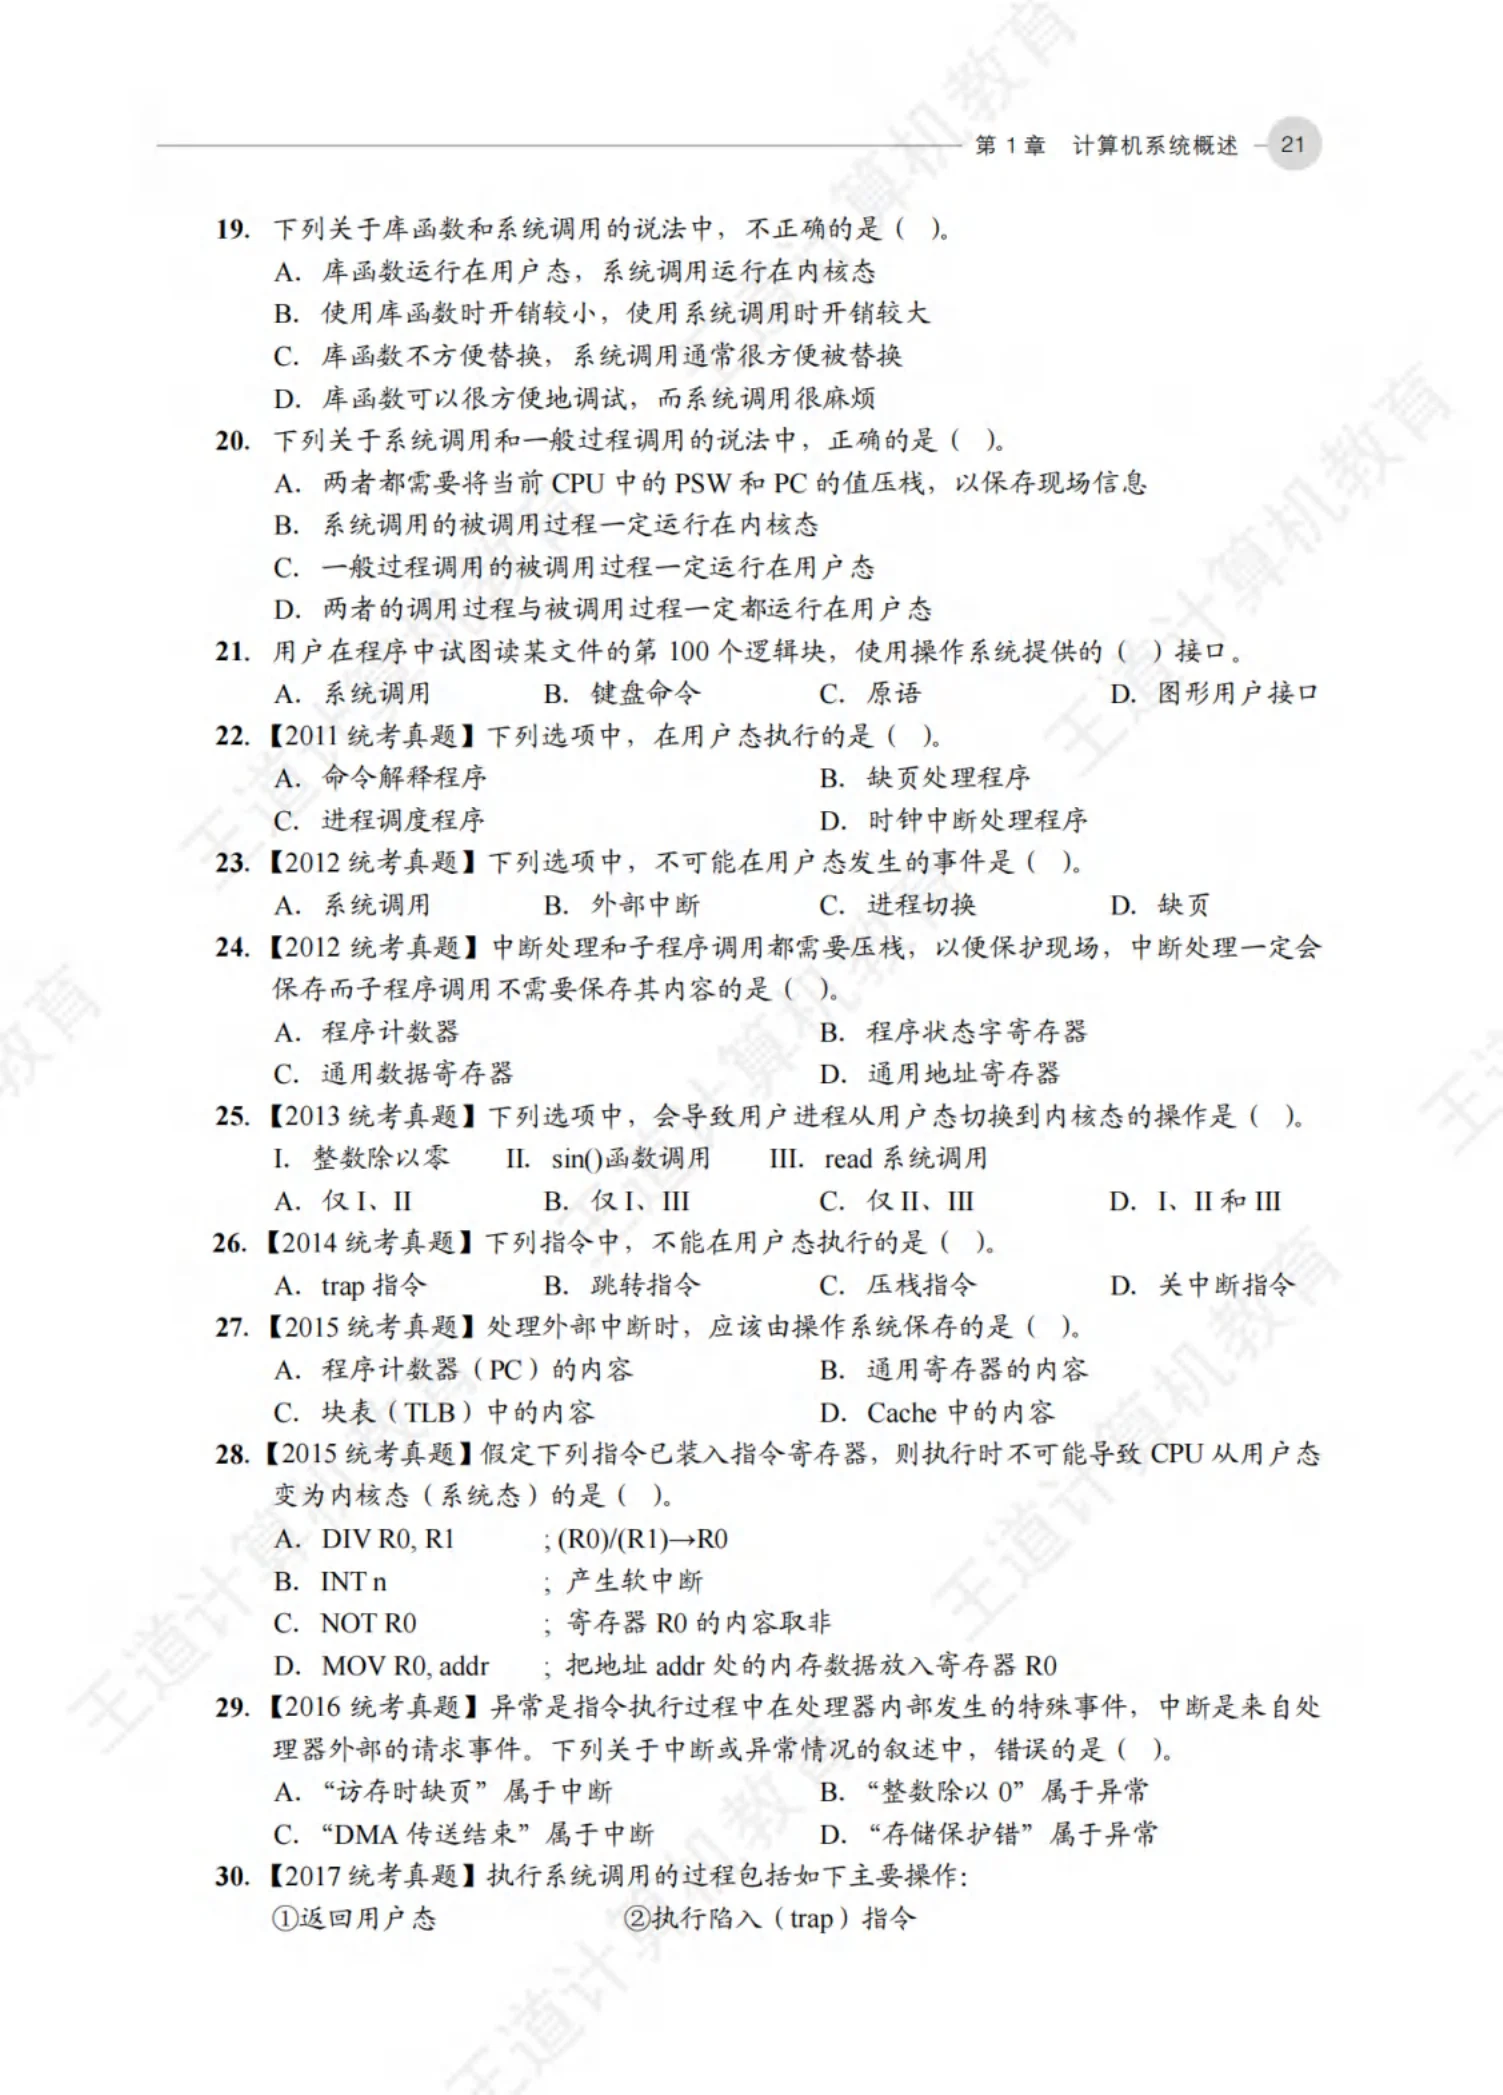 第 1 章 计算机系统概述 21
19. 下列关于库函数和系统调用的说法中，不正确的是（ ）。
A. 库函数运行在用户态，系统调用运行在内核态
B. 使用库函数时开销较小，使用系统调用时开销较大
C. 库函数不方便替换，系统调用通常很方便被替换
D. 库函数可以很方便地调试，而系统调用很麻烦
20. 下列关于系统调用和一般过程调用的说法中，正确的是（ ）。
A. 两者都需要将当前 CPU 中的 PSW 和 PC 的值压栈，以保存现场信息
B. 系统调用的被调用过程一定运行在内核态
C. 一般过程调用的被调用过程一定运行在用户态
D. 两者的调用过程与被调用过程一定都运行在用户态
21. 用户在程序中试图读某文件的第 100 个逻辑块，使用操作系统提供的（ ）接口。
A. 系统调用 B. 键盘命令 C. 原语 D. 图形用户接口
22. 【2011 统考真题】下列选项中，在用户态执行的是（ ）。
A. 命令解释程序 B. 缺页处理程序
C. 进程调度程序 D. 时钟中断处理程序
23. 【2012 统考真题】下列选项中，不可能在用户态发生的事件是（ ）。
A. 系统调用 B. 外部中断 C. 进程切换 D. 缺页
24. 【2012 统考真题】中断处理和子程序调用都需要压栈，以便保护现场，中断处理一定会
保存而子程序调用不需要保存其内容的是（ ）。
A. 程序计数器 B. 程序状态字寄存器
C. 通用数据寄存器 D. 通用地址寄存器
25. 【2013 统考真题】下列选项中，会导致用户进程从用户态切换到内核态的操作是（ ）。
I. 整数除以零 II. sin()函数调用 III. read 系统调用
A. 仅 I、II B. 仅 I、III C. 仅 II、III D. I、II 和 III
26. 【2014 统考真题】下列指令中，不能在用户态执行的是（ ）。
A. trap 指令 B. 跳转指令 C. 压栈指令 D. 关中断指令
27. 【2015 统考真题】处理外部中断时，应该由操作系统保存的是（ ）。
A. 程序计数器（PC）的内容 B. 通用寄存器的内容
C. 块表（TLB）中的内容 D. Cache 中的内容
28. 【2015 统考真题】假定下列指令已装入指令寄存器，则执行时不可能导致 CPU 从用户态
变为内核态（系统态）的是（ ）。
A. DIV R0, R1 ; (R0)/(R1)→R0
B. INT n ; 产生软中断
C. NOT R0 ; 寄存器 R0 的内容取非
D. MOV R0, addr ; 把地址 addr 处的内存数据放入寄存器 R0
29. 【2016 统考真题】异常是指令执行过程中在处理器内部发生的特殊事件，中断是来自处
理器外部的请求事件。下列关于中断或异常情况的叙述中，错误的是（ ）。
A. “访存时缺页”属于中断 B. “整数除以 0”属于异常
C. “DMA 传送结束”属于中断 D. “存储保护错”属于异常
30. 【2017 统考真题】执行系统调用的过程包括如下主要操作：
①返回用户态 ②执行陷入（trap）指令
王道计算机教育